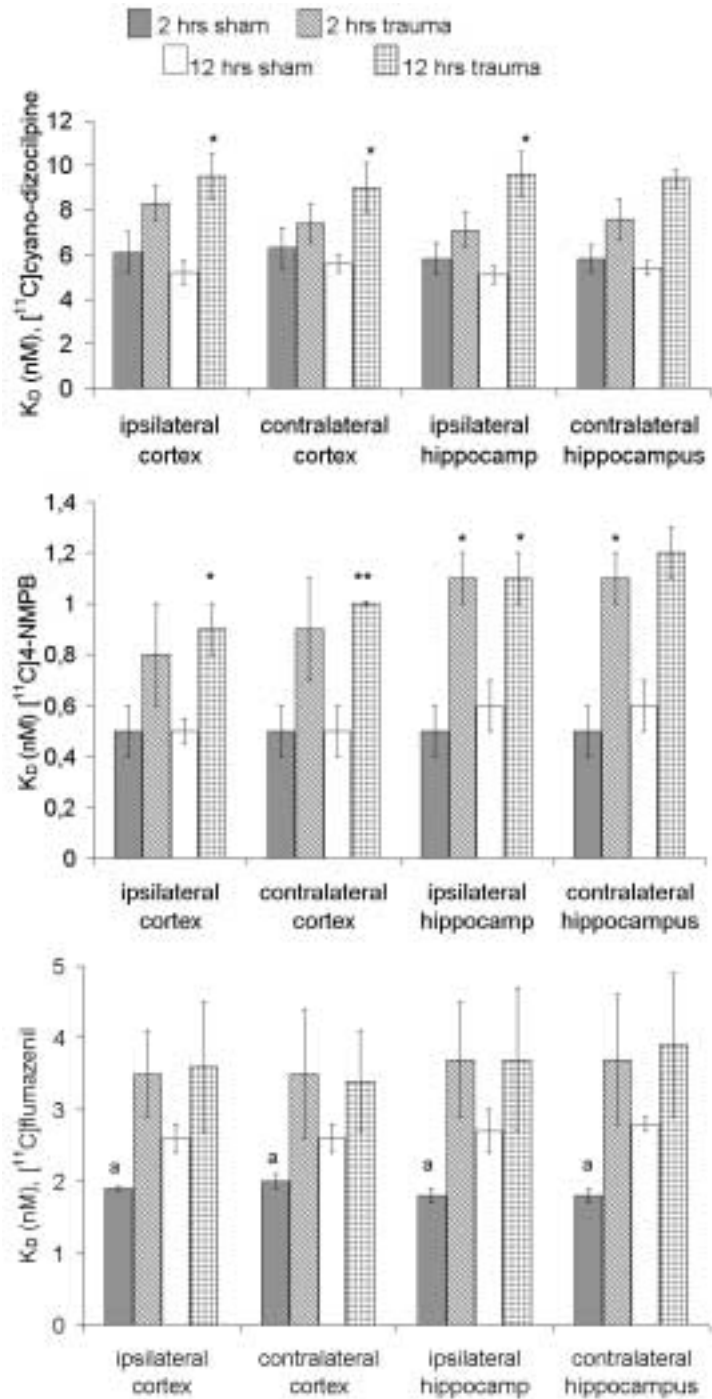 2 hrs sham 2 hrs trauma
12 hrs sham 12 hrs trauma
K_D (nM), [¹¹C]cyano-dizocilpine
12
10
8
6
4
2
0
* * *
ipsilateral contralateral ipsilateral contralateral
cortex cortex hippocamp hippocampus
K_D (nM) [¹¹C]4-NMPB
1,4
1,2
1
0,8
0,6
0,4
0,2
0
* ** * * *
ipsilateral contralateral ipsilateral contralateral
cortex cortex hippocamp hippocampus
K_D (nM), [¹¹C]flumazenil
5
4
3
2
1
0
a a a a
ipsilateral contralateral ipsilateral contralateral
cortex cortex hippocamp hippocampus